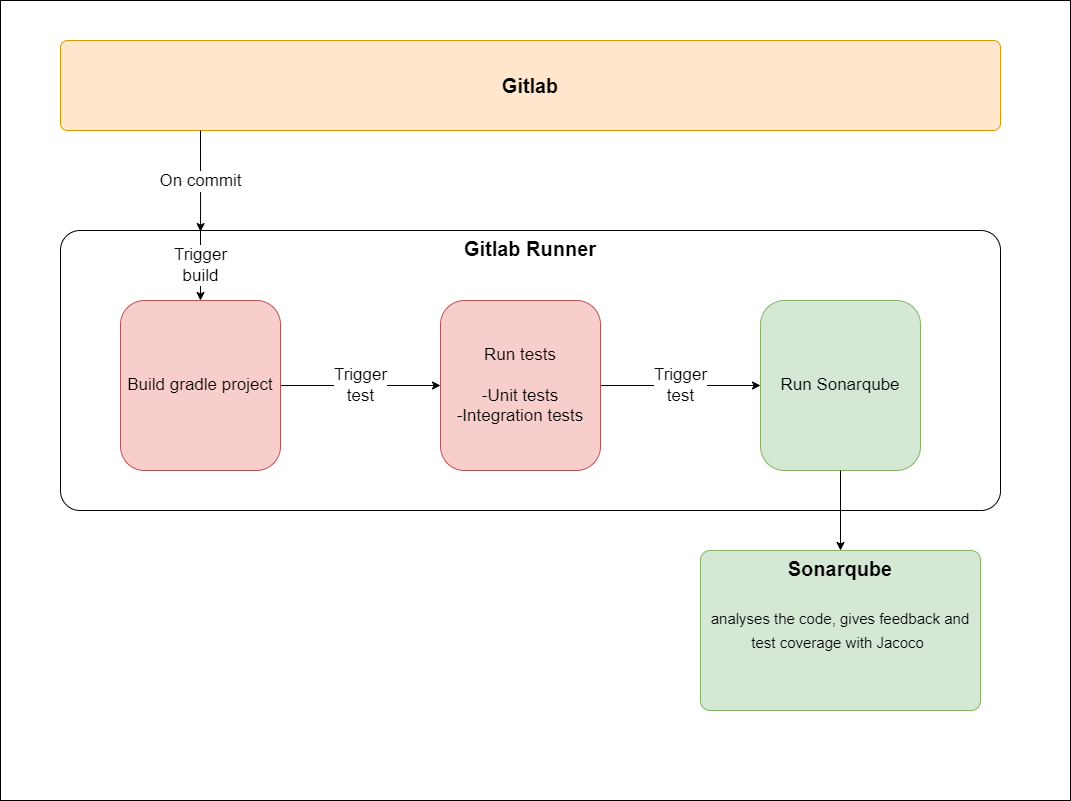 Gitlab
On commit
Gitlab Runner
Trigger
build
Build gradle project
Trigger
test
Run tests
-Unit tests
-Integration tests
Trigger
test
Run Sonarqube
Sonarqube
analyses the code, gives feedback and
test coverage with Jacoco